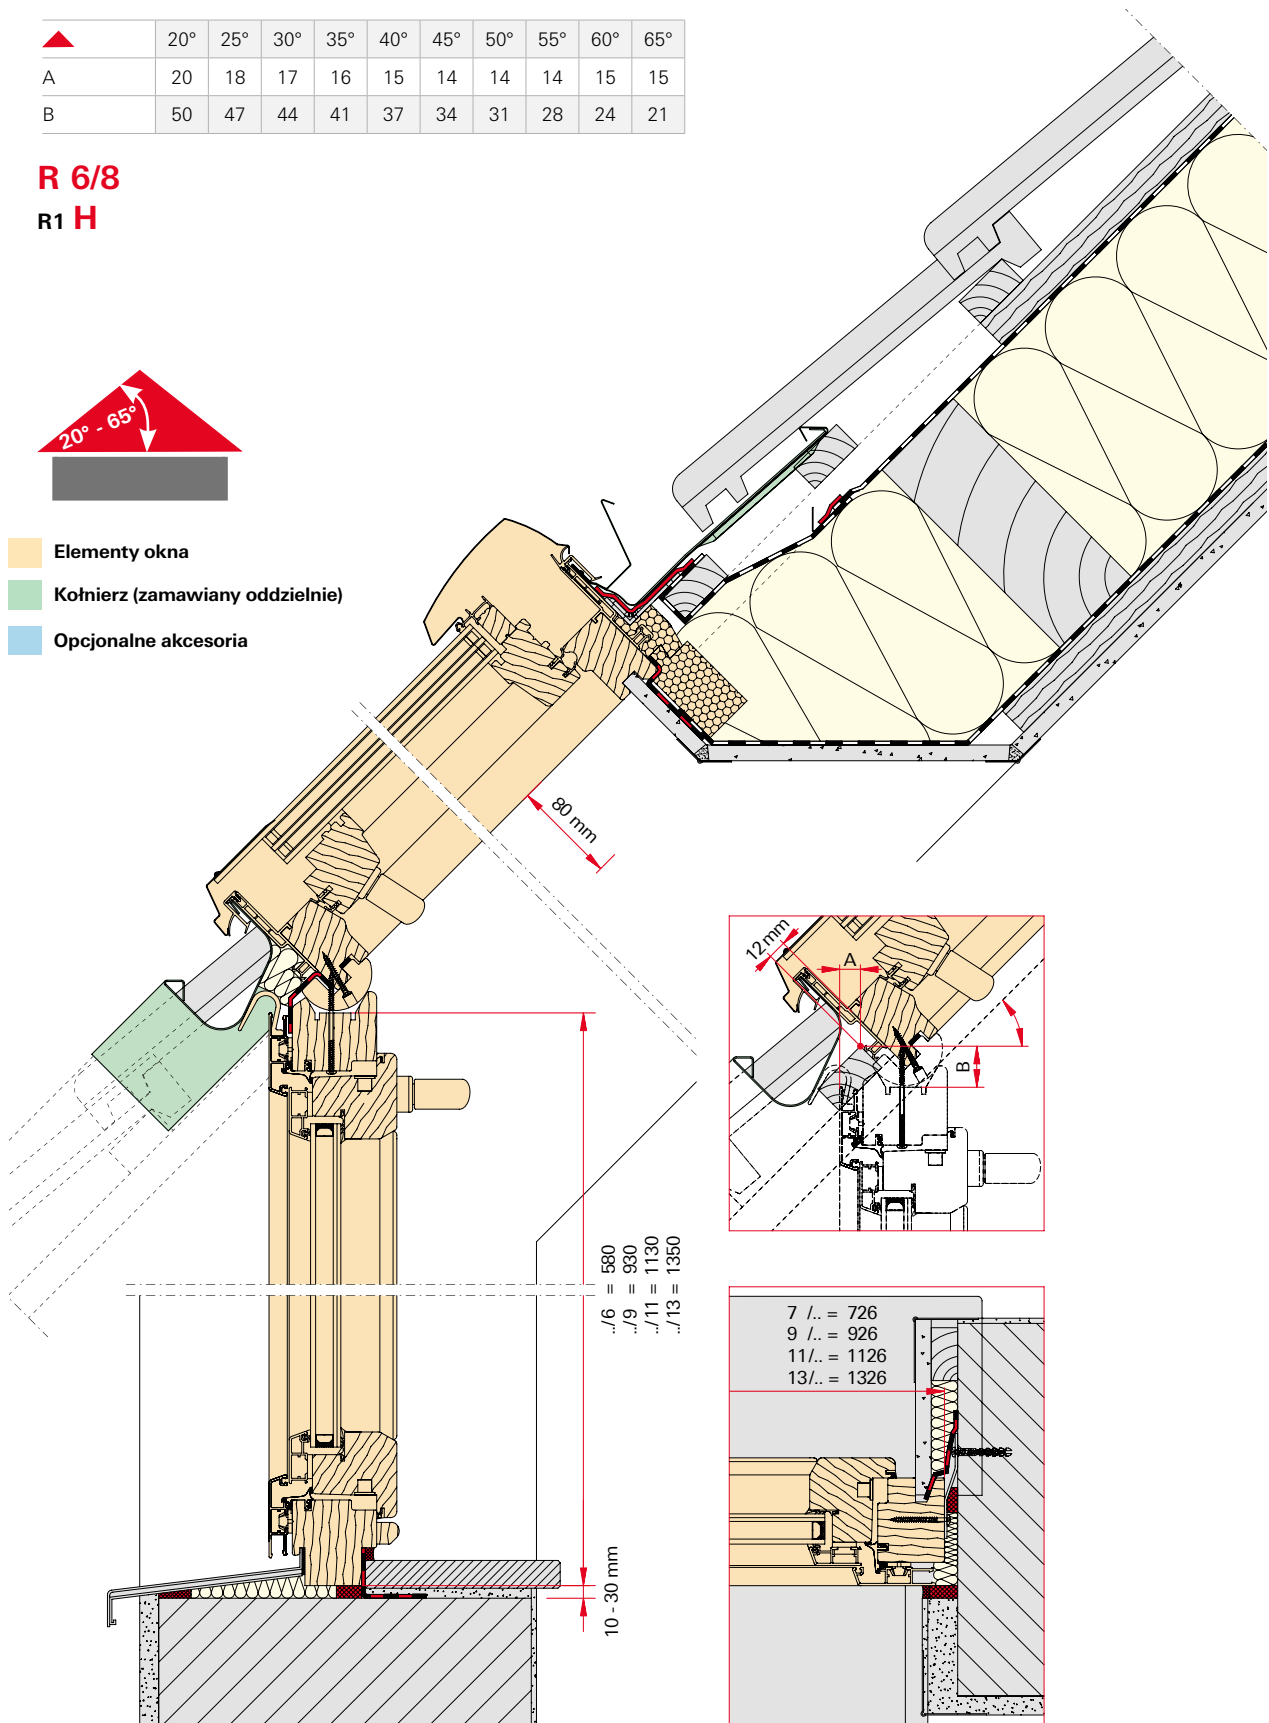 20° 25° 30° 35° 40° 45° 50° 55° 60° 65°
A 20 18 17 16 15 14 14 14 15 15
B 50 47 44 41 37 34 31 28 24 21
R 6/8
R1 H
20° - 65°
Elementy okna
Kołnierz (zamawiany oddzielnie)
Opcjonalne akcesoria
80 mm
12 mm
A
B
../6 = 580
../9 = 930
../11 = 1130
../13 = 1350
10 - 30 mm
7 /.. = 726
9 /.. = 926
11/.. = 1126
13/.. = 1326